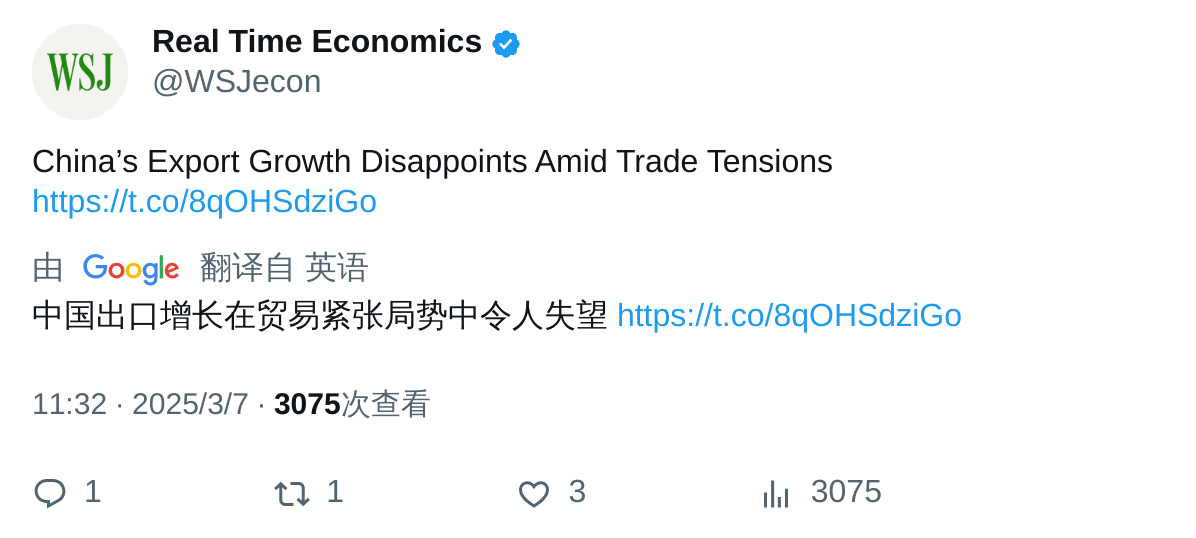 WSJ
Real Time Economics
@WSJecon
China’s Export Growth Disappoints Amid Trade Tensions
https://t.co/8qOHSdziGo
由 Google 翻译自 英语
中国出口增长在贸易紧张局势中令人失望 https://t.co/8qOHSdziGo
11:32 · 2025/3/7 · 3075次查看
1 1 3 3075